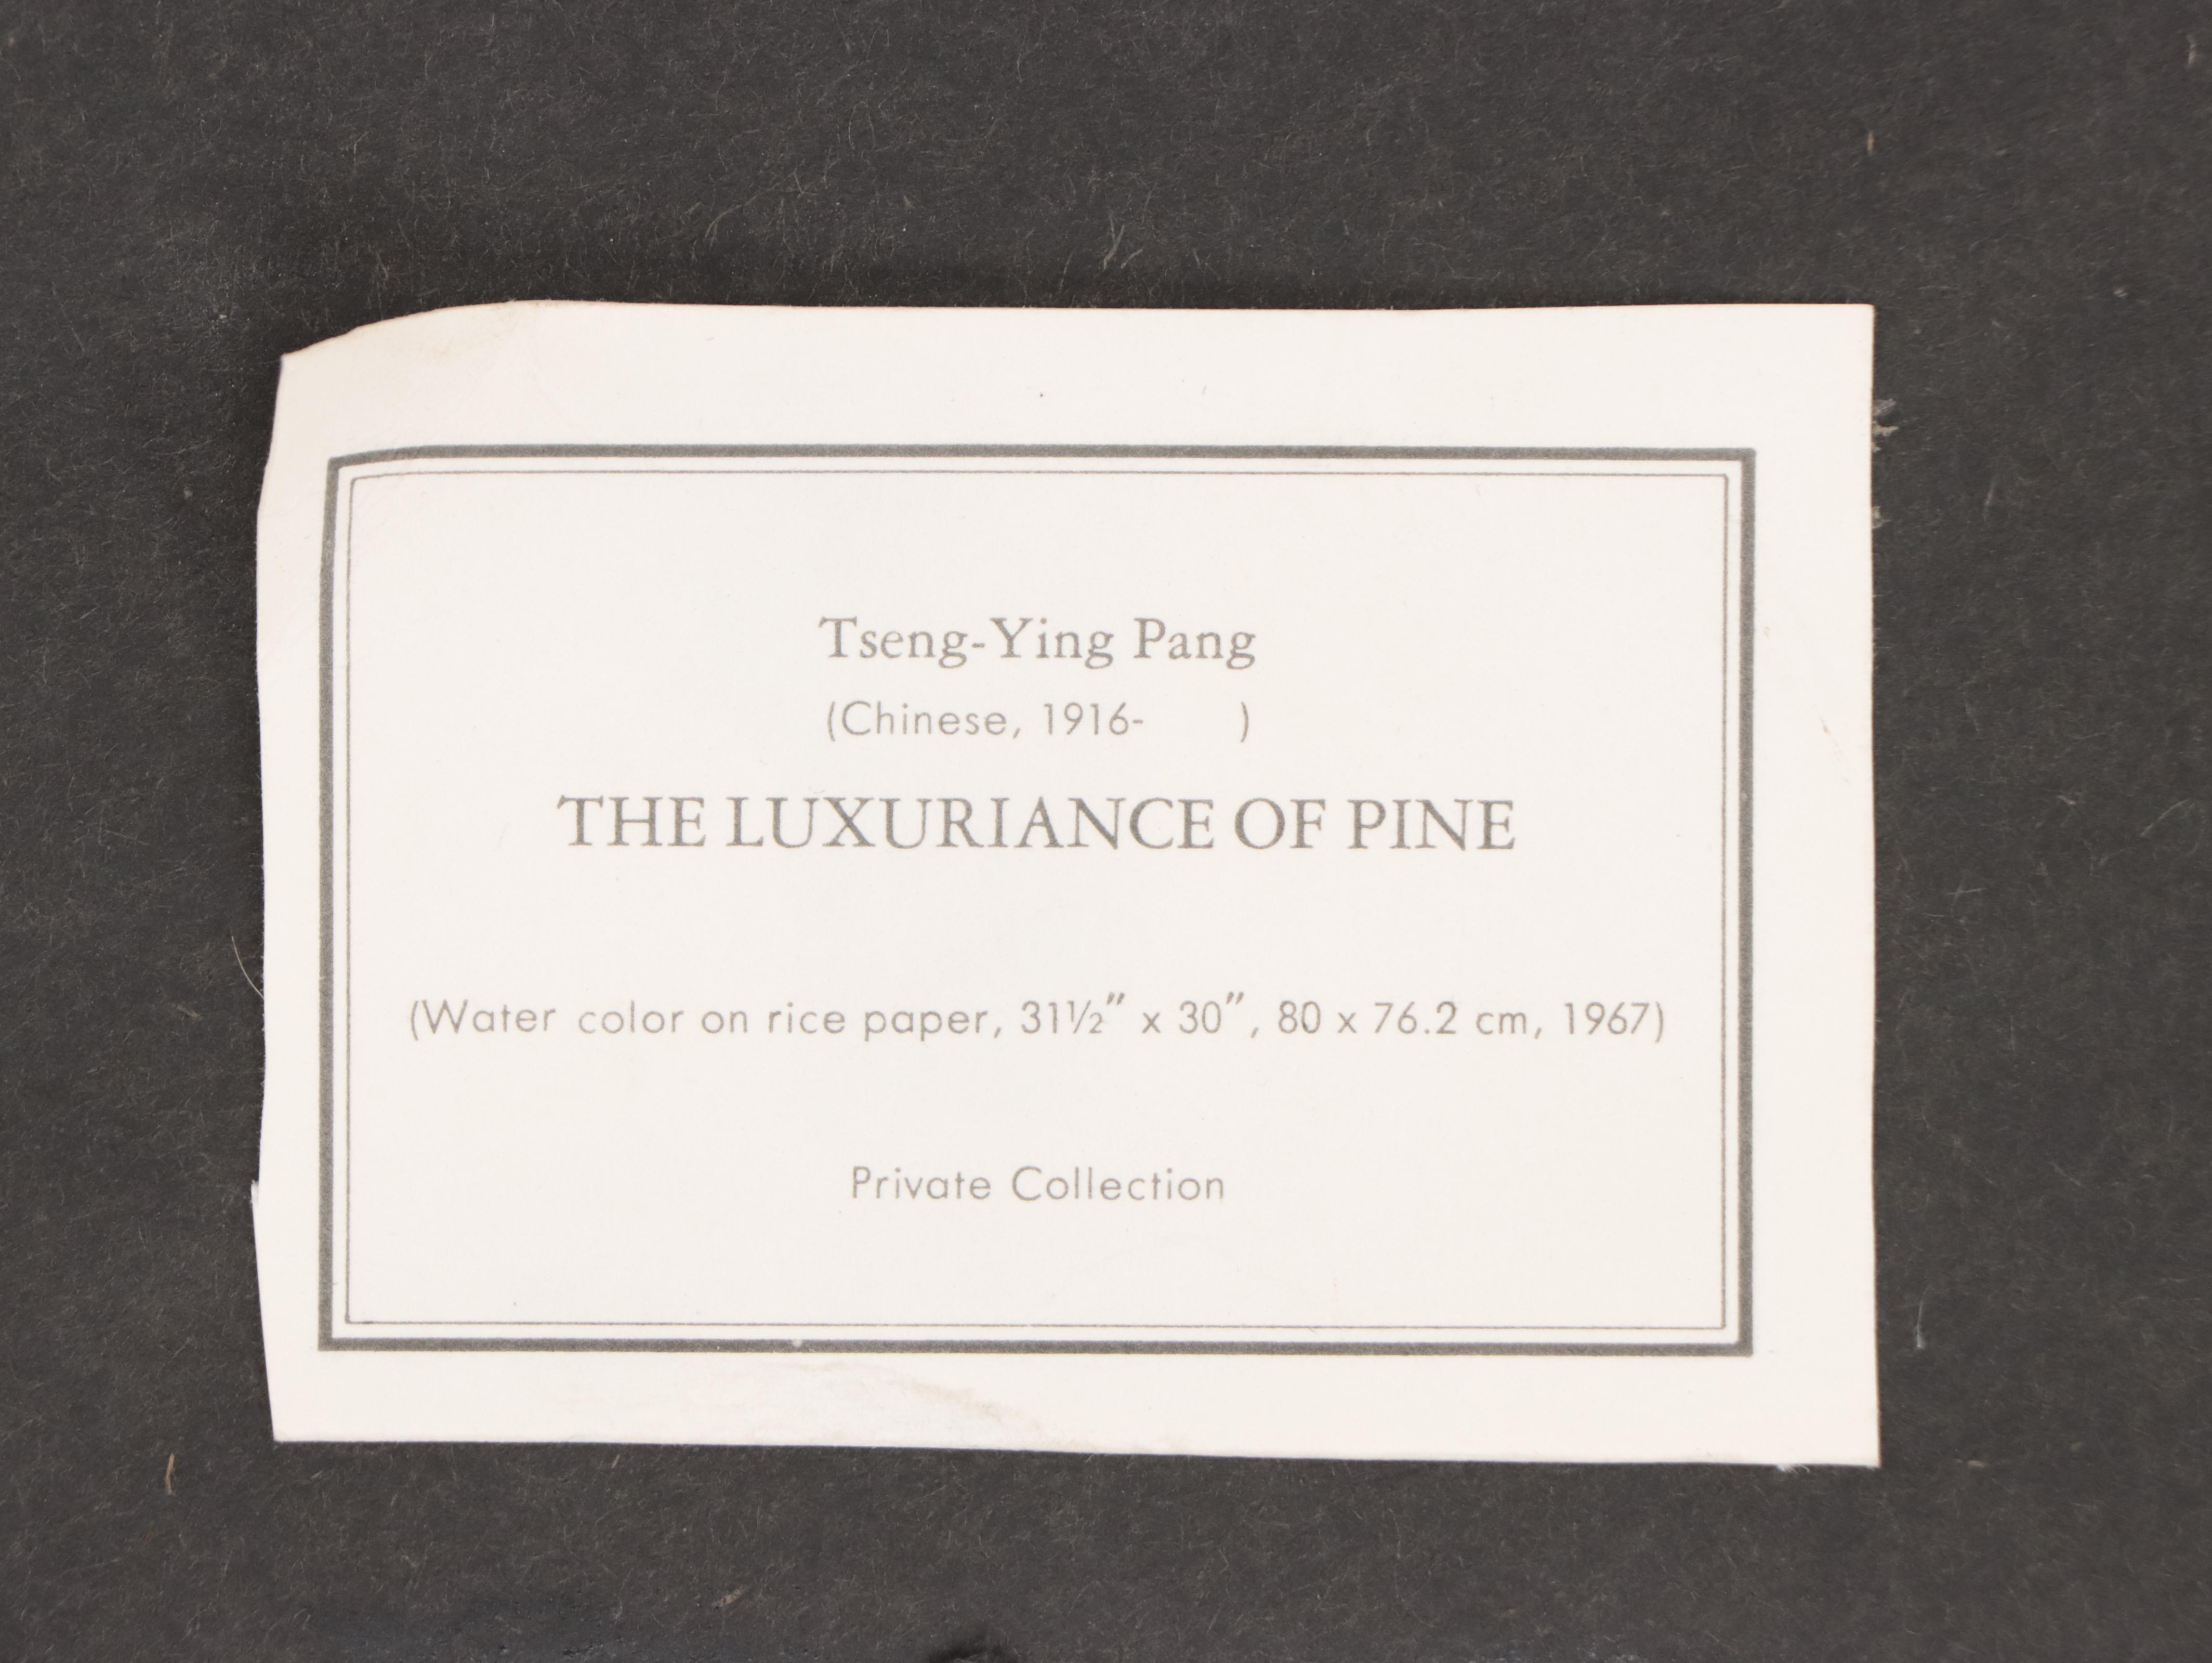 Tseng-Ying Pang
(Chinese, 1916-        )
THE LUXURIANCE OF PINE
(Water color on rice paper, 31½" x 30", 80 x 76.2 cm, 1967)
Private Collection